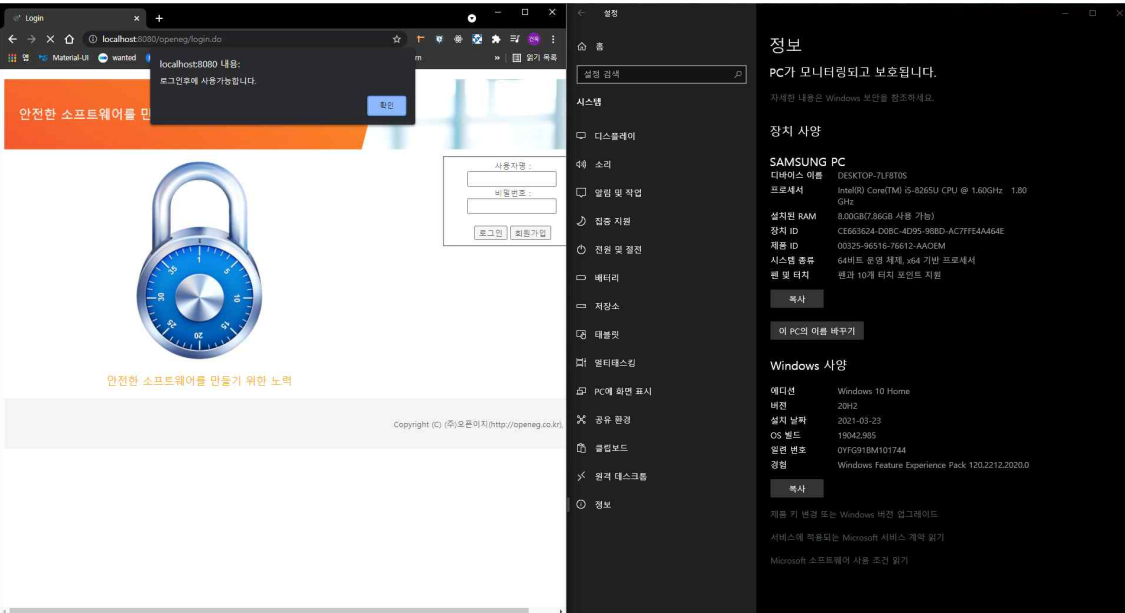 Login
localhost:8080/openeg/login.do
앱
Material-UI
wanted
읽기 목록
localhost:8080 내용:
로그인후에 사용가능합니다.
확인
안전한 소프트웨어를 만
사용자명 :
비밀번호 :
로그인
회원가입
안전한 소프트웨어를 만들기 위한 노력
Copyright (C) (주)오픈이지(http://openeg.co.kr),
설정
홈
설정 검색
시스템
디스플레이
소리
알림 및 작업
집중 지원
전원 및 절전
배터리
저장소
태블릿
멀티태스킹
PC에 화면 표시
공유 환경
클립보드
원격 데스크톱
정보
정보
PC가 모니터링되고 보호됩니다.
자세한 내용은 Windows 보안을 참조하세요.
장치 사양
SAMSUNG PC
디바이스 이름 DESKTOP-7LF8T0S
프로세서 Intel(R) Core(TM) i5-8265U CPU @ 1.60GHz 1.80
GHz
설치된 RAM 8.00GB(7.86GB 사용 가능)
장치 ID CE663624-D0BC-4D95-98BD-AC7FFE4A464E
제품 ID 00325-96516-76612-AAOEM
시스템 종류 64비트 운영 체제, x64 기반 프로세서
펜 및 터치 펜과 10개 터치 포인트 지원
복사
이 PC의 이름 바꾸기
Windows 사양
에디션 Windows 10 Home
버전 20H2
설치 날짜 2021-03-23
OS 빌드 19042.985
일련 번호 0YFG91BM101744
경험 Windows Feature Experience Pack 120.2212.2020.0
복사
제품 키 변경 또는 Windows 버전 업그레이드
서비스에 적용되는 Microsoft 서비스 계약 읽기
Microsoft 소프트웨어 사용 조건 읽기